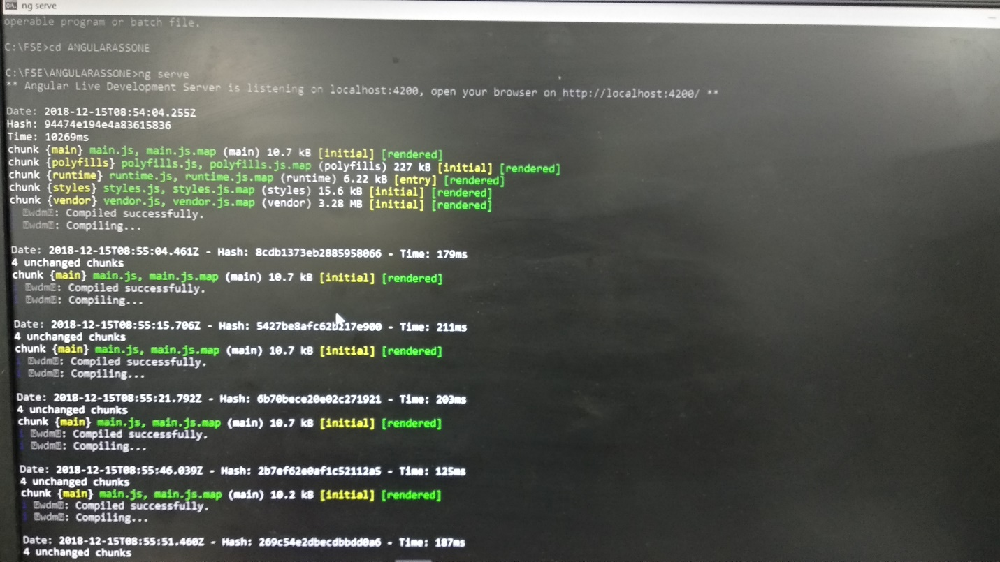 ng serve
operable program or batch file.
C:\FSE>cd ANGULARASSONE
C:\FSE\ANGULARASSONE>ng serve
** Angular Live Development Server is listening on localhost:4200, open your browser on http://localhost:4200/ **
Date: 2018-12-15T08:54:04.255Z
Hash: 94474e194e4a83615836
Time: 10269ms
chunk {main} main.js, main.js.map (main) 10.7 kB [initial] [rendered]
chunk {polyfills} polyfills.js, polyfills.js.map (polyfills) 227 kB [initial] [rendered]
chunk {runtime} runtime.js, runtime.js.map (runtime) 6.22 kB [entry] [rendered]
chunk {styles} styles.js, styles.js.map (styles) 15.6 kB [initial] [rendered]
chunk {vendor} vendor.js, vendor.js.map (vendor) 3.28 MB [initial] [rendered]
wdm: Compiled successfully.
wdm: Compiling...
Date: 2018-12-15T08:55:04.461Z - Hash: 8cdb1373eb2885958066 - Time: 179ms
4 unchanged chunks
chunk {main} main.js, main.js.map (main) 10.7 kB [initial] [rendered]
wdm: Compiled successfully.
i wdm: Compiling...
Date: 2018-12-15T08:55:15.706Z - Hash: 5427be8afc62b217e900 - Time: 211ms
4 unchanged chunks
chunk {main} main.js, main.js.map (main) 10.7 kB [initial] [rendered]
i wdm: Compiled successfully.
i wdm: Compiling...
Date: 2018-12-15T08:55:21.792Z - Hash: 6b70bece20e02c271921 - Time: 203ms
4 unchanged chunks
chunk {main} main.js, main.js.map (main) 10.7 kB [initial] [rendered]
i wdm: Compiled successfully.
i wdm: Compiling...
Date: 2018-12-15T08:55:46.039Z - Hash: 2b7ef62e0af1c52112a5 - Time: 125ms
4 unchanged chunks
chunk {main} main.js, main.js.map (main) 10.2 kB [initial] [rendered]
i wdm: Compiled successfully.
i wdm: Compiling...
Date: 2018-12-15T08:55:51.460Z - Hash: 269c54e2dbecdbbdd0a6 - Time: 187ms
4 unchanged chunks